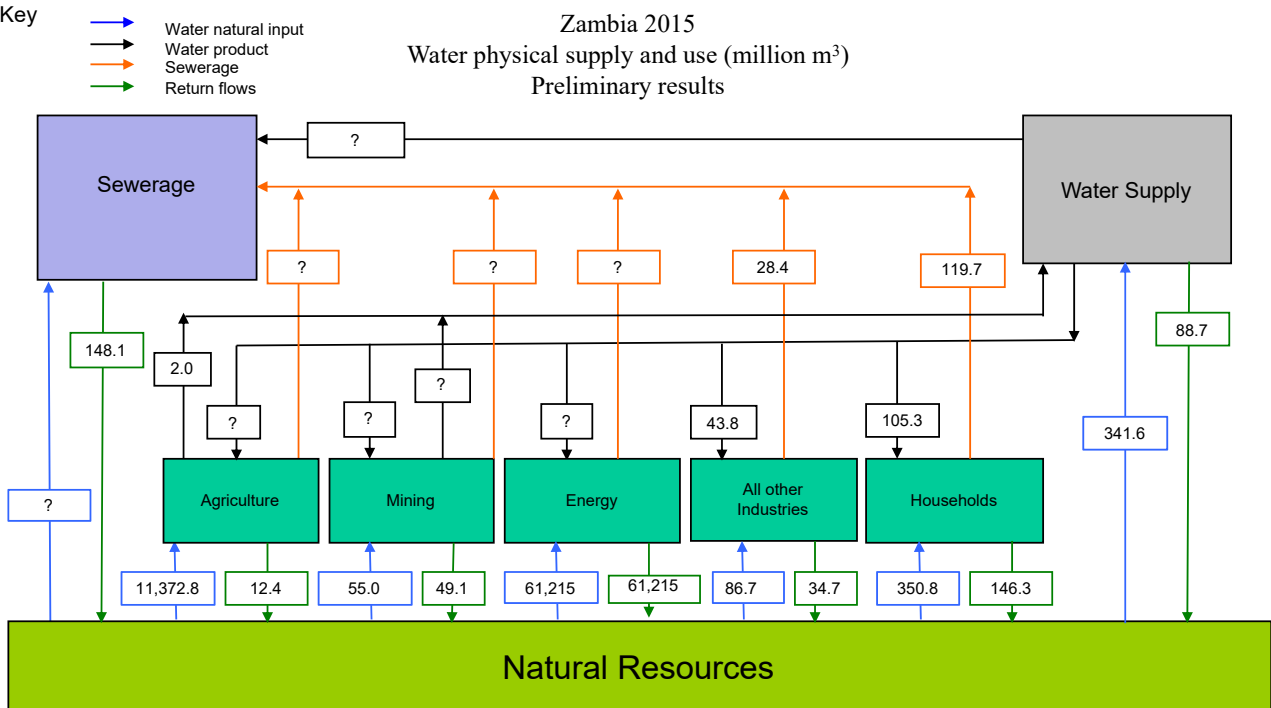 Key
Water natural input
Water product
Sewerage
Return flows
Zambia 2015
Water physical supply and use (million m³)
Preliminary results
Sewerage
?
Water Supply
?
?
?
28.4
119.7
148.1
2.0
?
88.7
?
?
?
43.8
105.3
341.6
?
Agriculture
Mining
Energy
All other
Industries
Households
11,372.8
12.4
55.0
49.1
61,215
61,215
86.7
34.7
350.8
146.3
Natural Resources